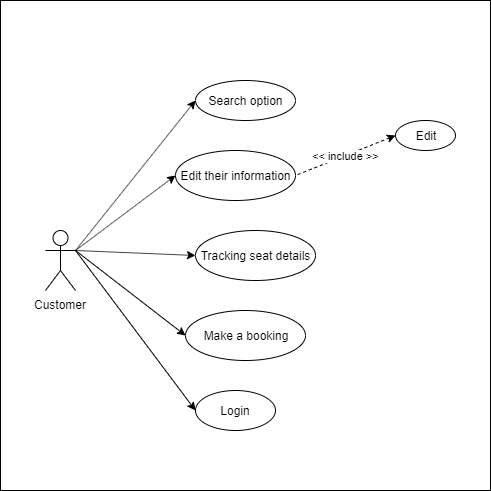 Search option
Edit
<< include >>
Edit their information
Tracking seat details
Customer
Make a booking
Login